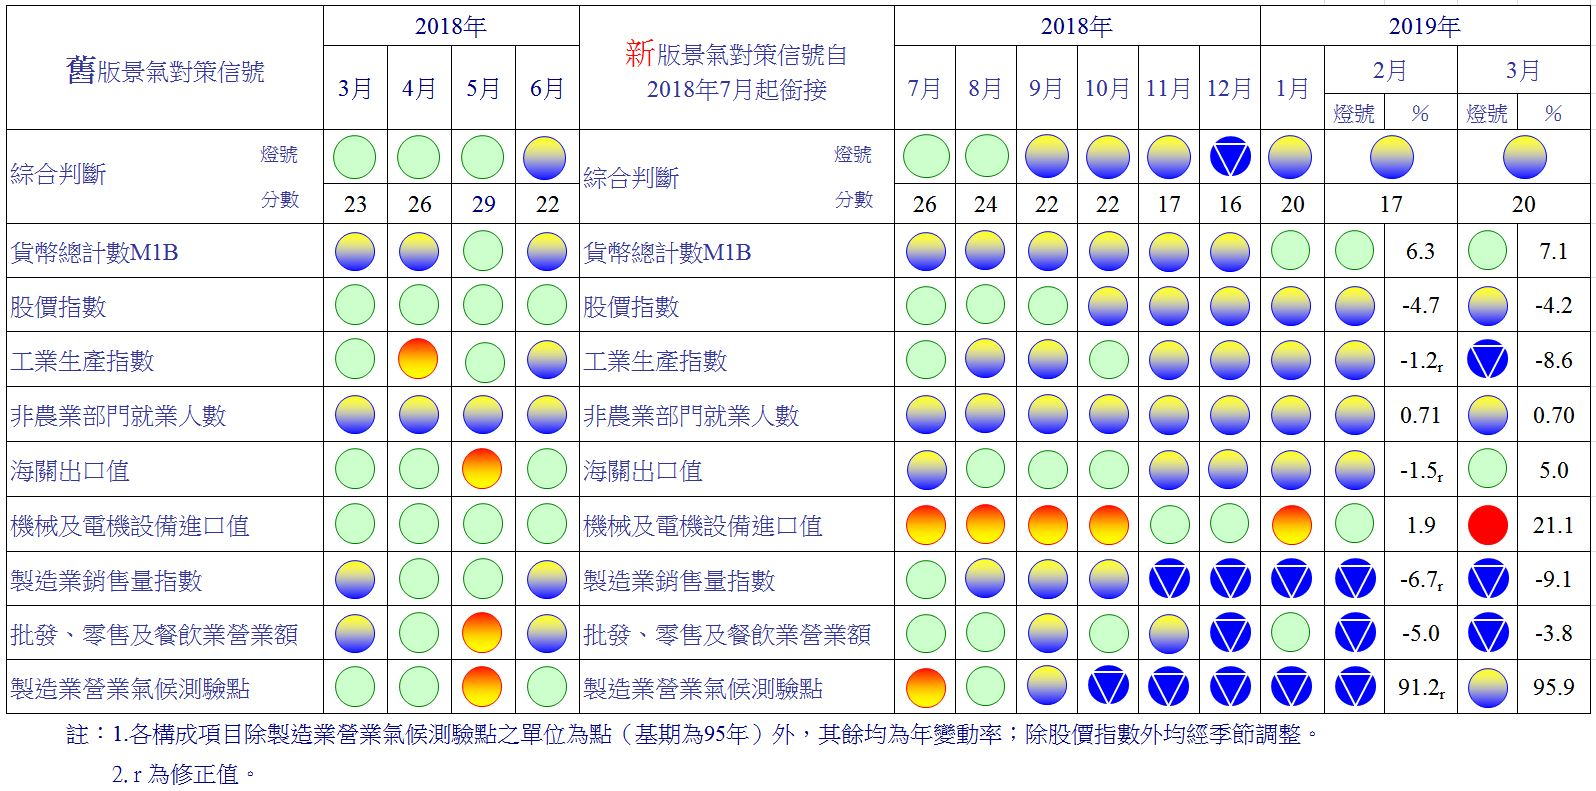 舊版景氣對策信號 2018年 新版景氣對策信號自 2018年7月起銜接 2018年 2019年
3月 4月 5月 6月 7月 8月 9月 10月 11月 12月 1月 2月 3月
燈號 % 燈號 %
綜合判斷 燈號 綜合判斷 燈號
分數 23 26 29 22 分數 26 24 22 22 17 16 20 17 20
貨幣總計數M1B 貨幣總計數M1B 6.3 7.1
股價指數 股價指數 -4.7 -4.2
工業生產指數 工業生產指數 -1.2r -8.6
非農業部門就業人數 非農業部門就業人數 0.71 0.70
海關出口值 海關出口值 -1.5r 5.0
機械及電機設備進口值 機械及電機設備進口值 1.9 21.1
製造業銷售量指數 製造業銷售量指數 -6.7r -9.1
批發、零售及餐飲業營業額 批發、零售及餐飲業營業額 -5.0 -3.8
製造業營業氣候測驗點 製造業營業氣候測驗點 91.2r 95.9
註：1.各構成項目除製造業營業氣候測驗點之單位為點（基期為95年）外，其餘均為年變動率；除股價指數外均經季節調整。
2. r 為修正值。